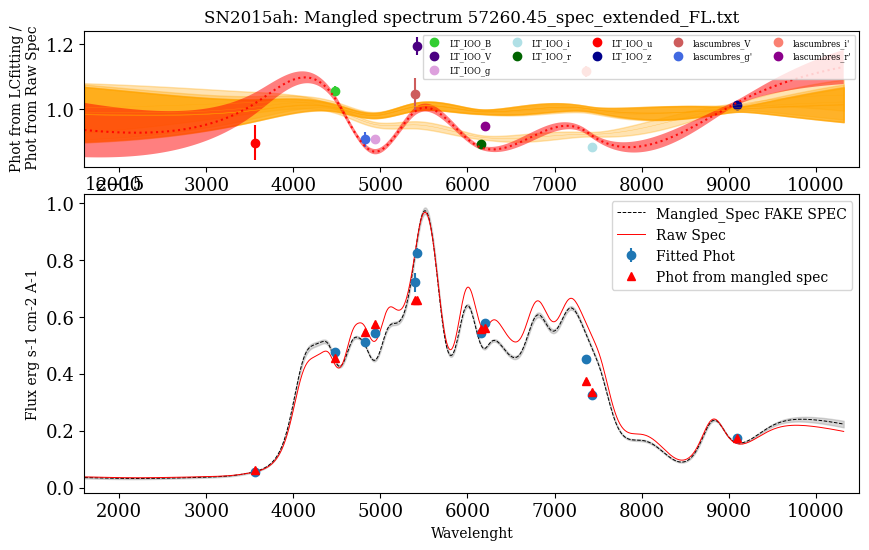 SN2015ah: Mangled spectrum 57260.45_spec_extended_FL.txt
Phot from LCfitting /
Phot from Raw Spec
1.2
1.0
LT_IOO_B
LT_IOO_V
LT_IOO_g
LT_IOO_i
LT_IOO_r
LT_IOO_u
LT_IOO_z
lascumbres_V
lascumbres_g'
lascumbres_i'
lascumbres_r'
2000 3000 4000 5000 6000 7000 8000 9000 10000
1e−15
Flux erg s-1 cm-2 A-1
1.0
0.8
0.6
0.4
0.2
0.0
Mangled_Spec FAKE SPEC
Raw Spec
Fitted Phot
Phot from mangled spec
2000 3000 4000 5000 6000 7000 8000 9000 10000
Wavelenght